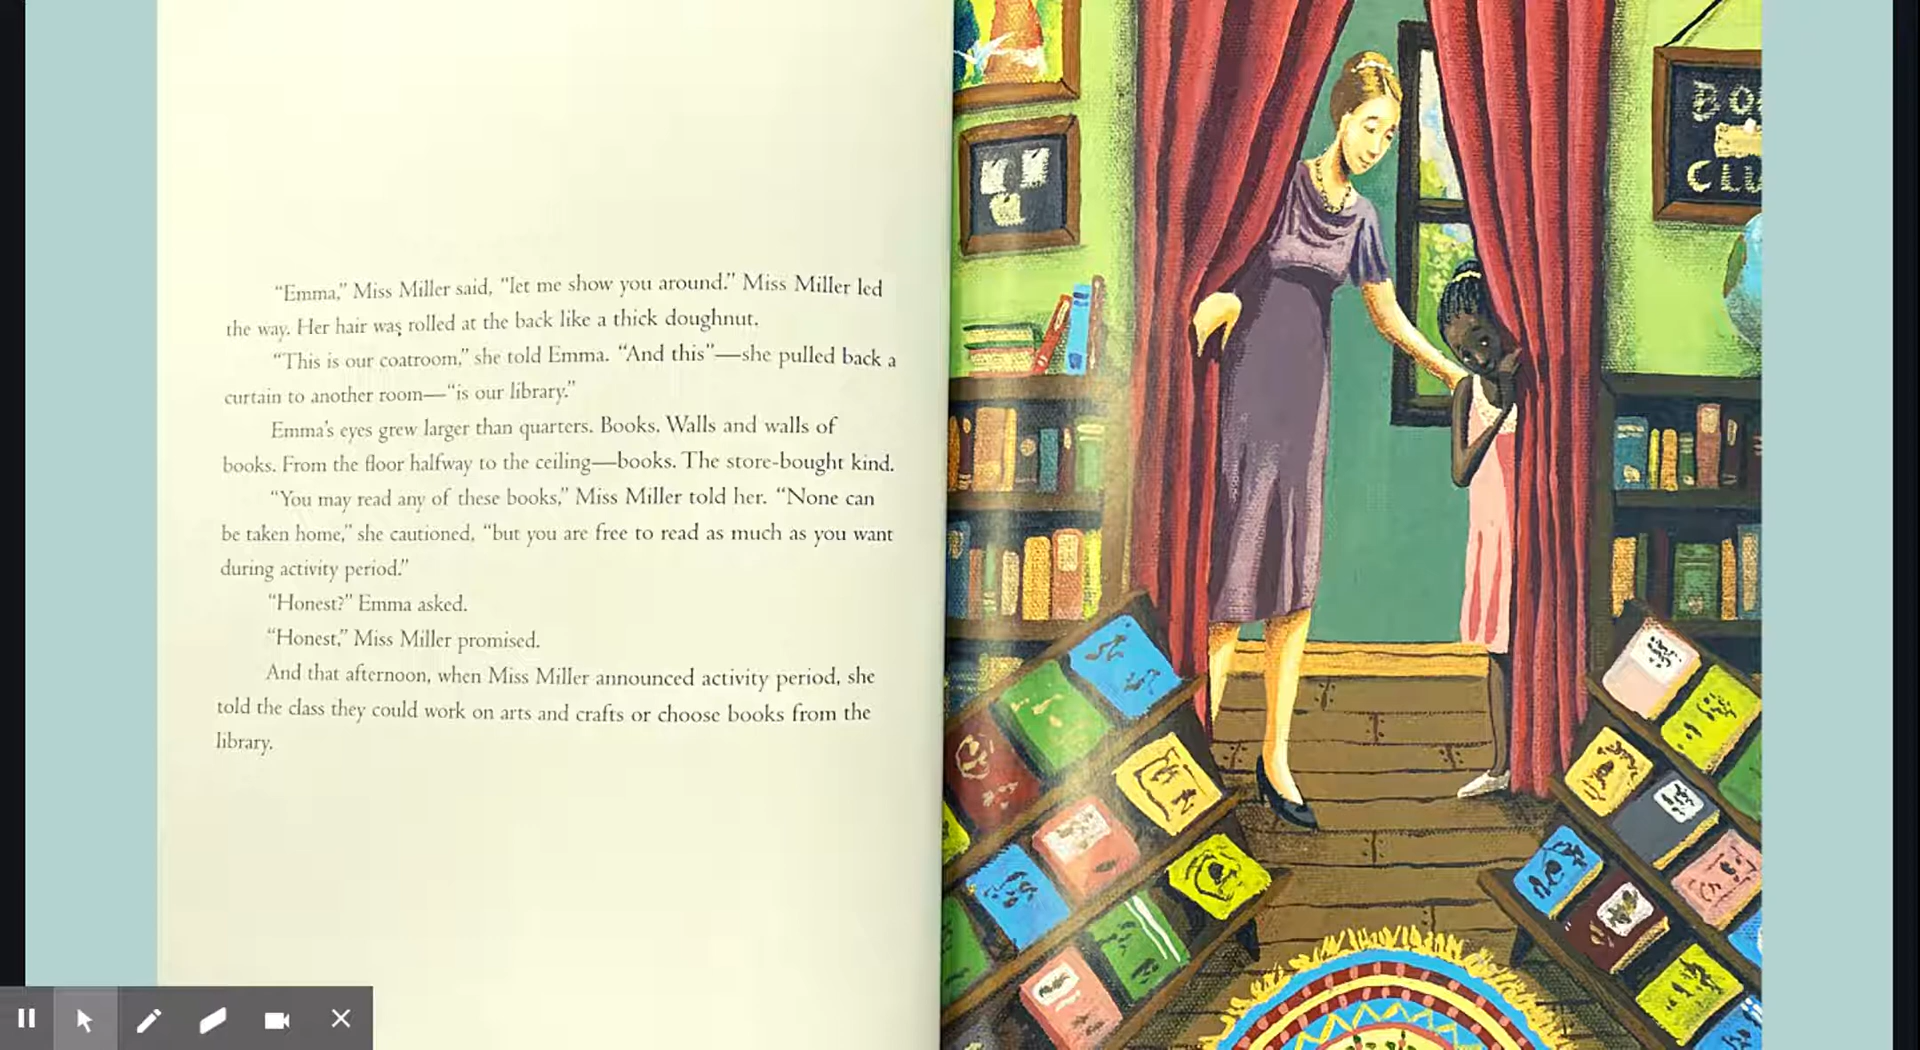 “Emma,” Miss Miller said, “let me show you around.” Miss Miller led
the way. Her hair was rolled at the back like a thick doughnut.
“This is our coatroom,” she told Emma. “And this”—she pulled back a
curtain to another room—“is our library.”
Emma’s eyes grew larger than quarters. Books. Walls and walls of
books. From the floor halfway to the ceiling—books. The store-bought kind.
“You may read any of these books,” Miss Miller told her. “None can
be taken home,” she cautioned, “but you are free to read as much as you want
during activity period.”
“Honest?” Emma asked.
“Honest,” Miss Miller promised.
And that afternoon, when Miss Miller announced activity period, she
told the class they could work on arts and crafts or choose books from the
library.
BO
CLU